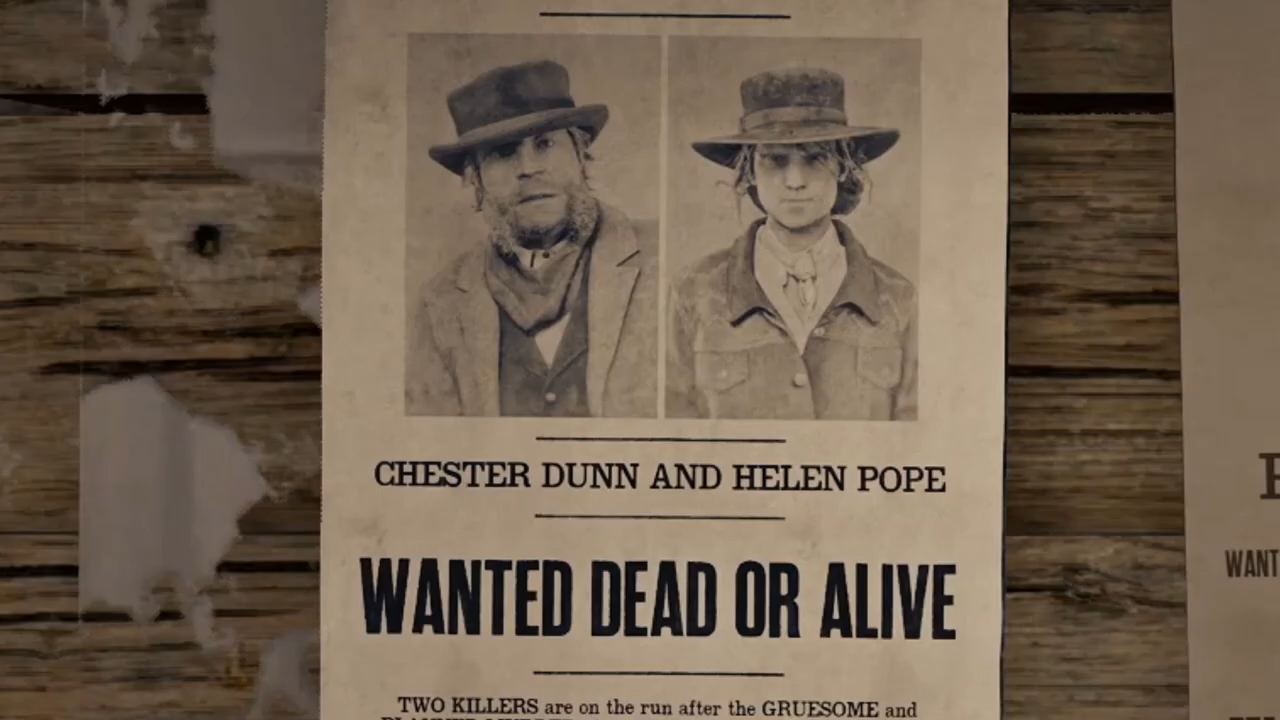 CHESTER DUNN AND HELEN POPE
WANTED DEAD OR ALIVE
TWO KILLERS are on the run after the GRUESOME and
WANT